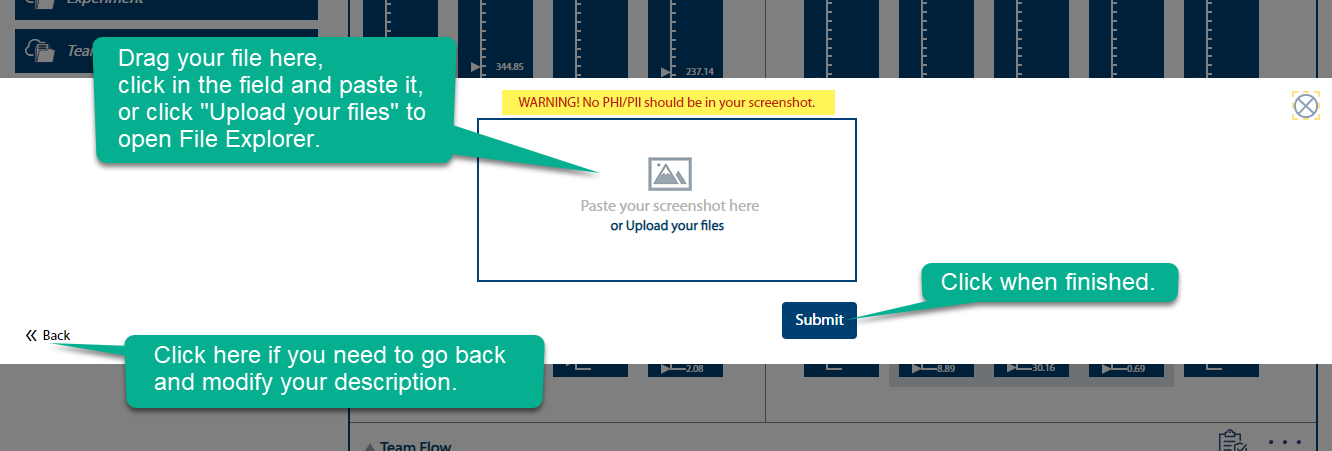 Experiment
Drag your file here,
click in the field and paste it,
or click "Upload your files" to
open File Explorer.
344.85
237.14
WARNING! No PHI/PII should be in your screenshot.
Paste your screenshot here
or Upload your files
Click when finished.
Submit
« Back
Click here if you need to go back
and modify your description.
2.08
8.89
30.16
0.69
Team Flow